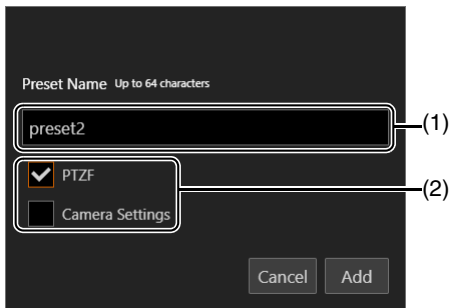 Preset Name Up to 64 characters
preset2 (1)
PTZF
(2)
Camera Settings
Cancel Add